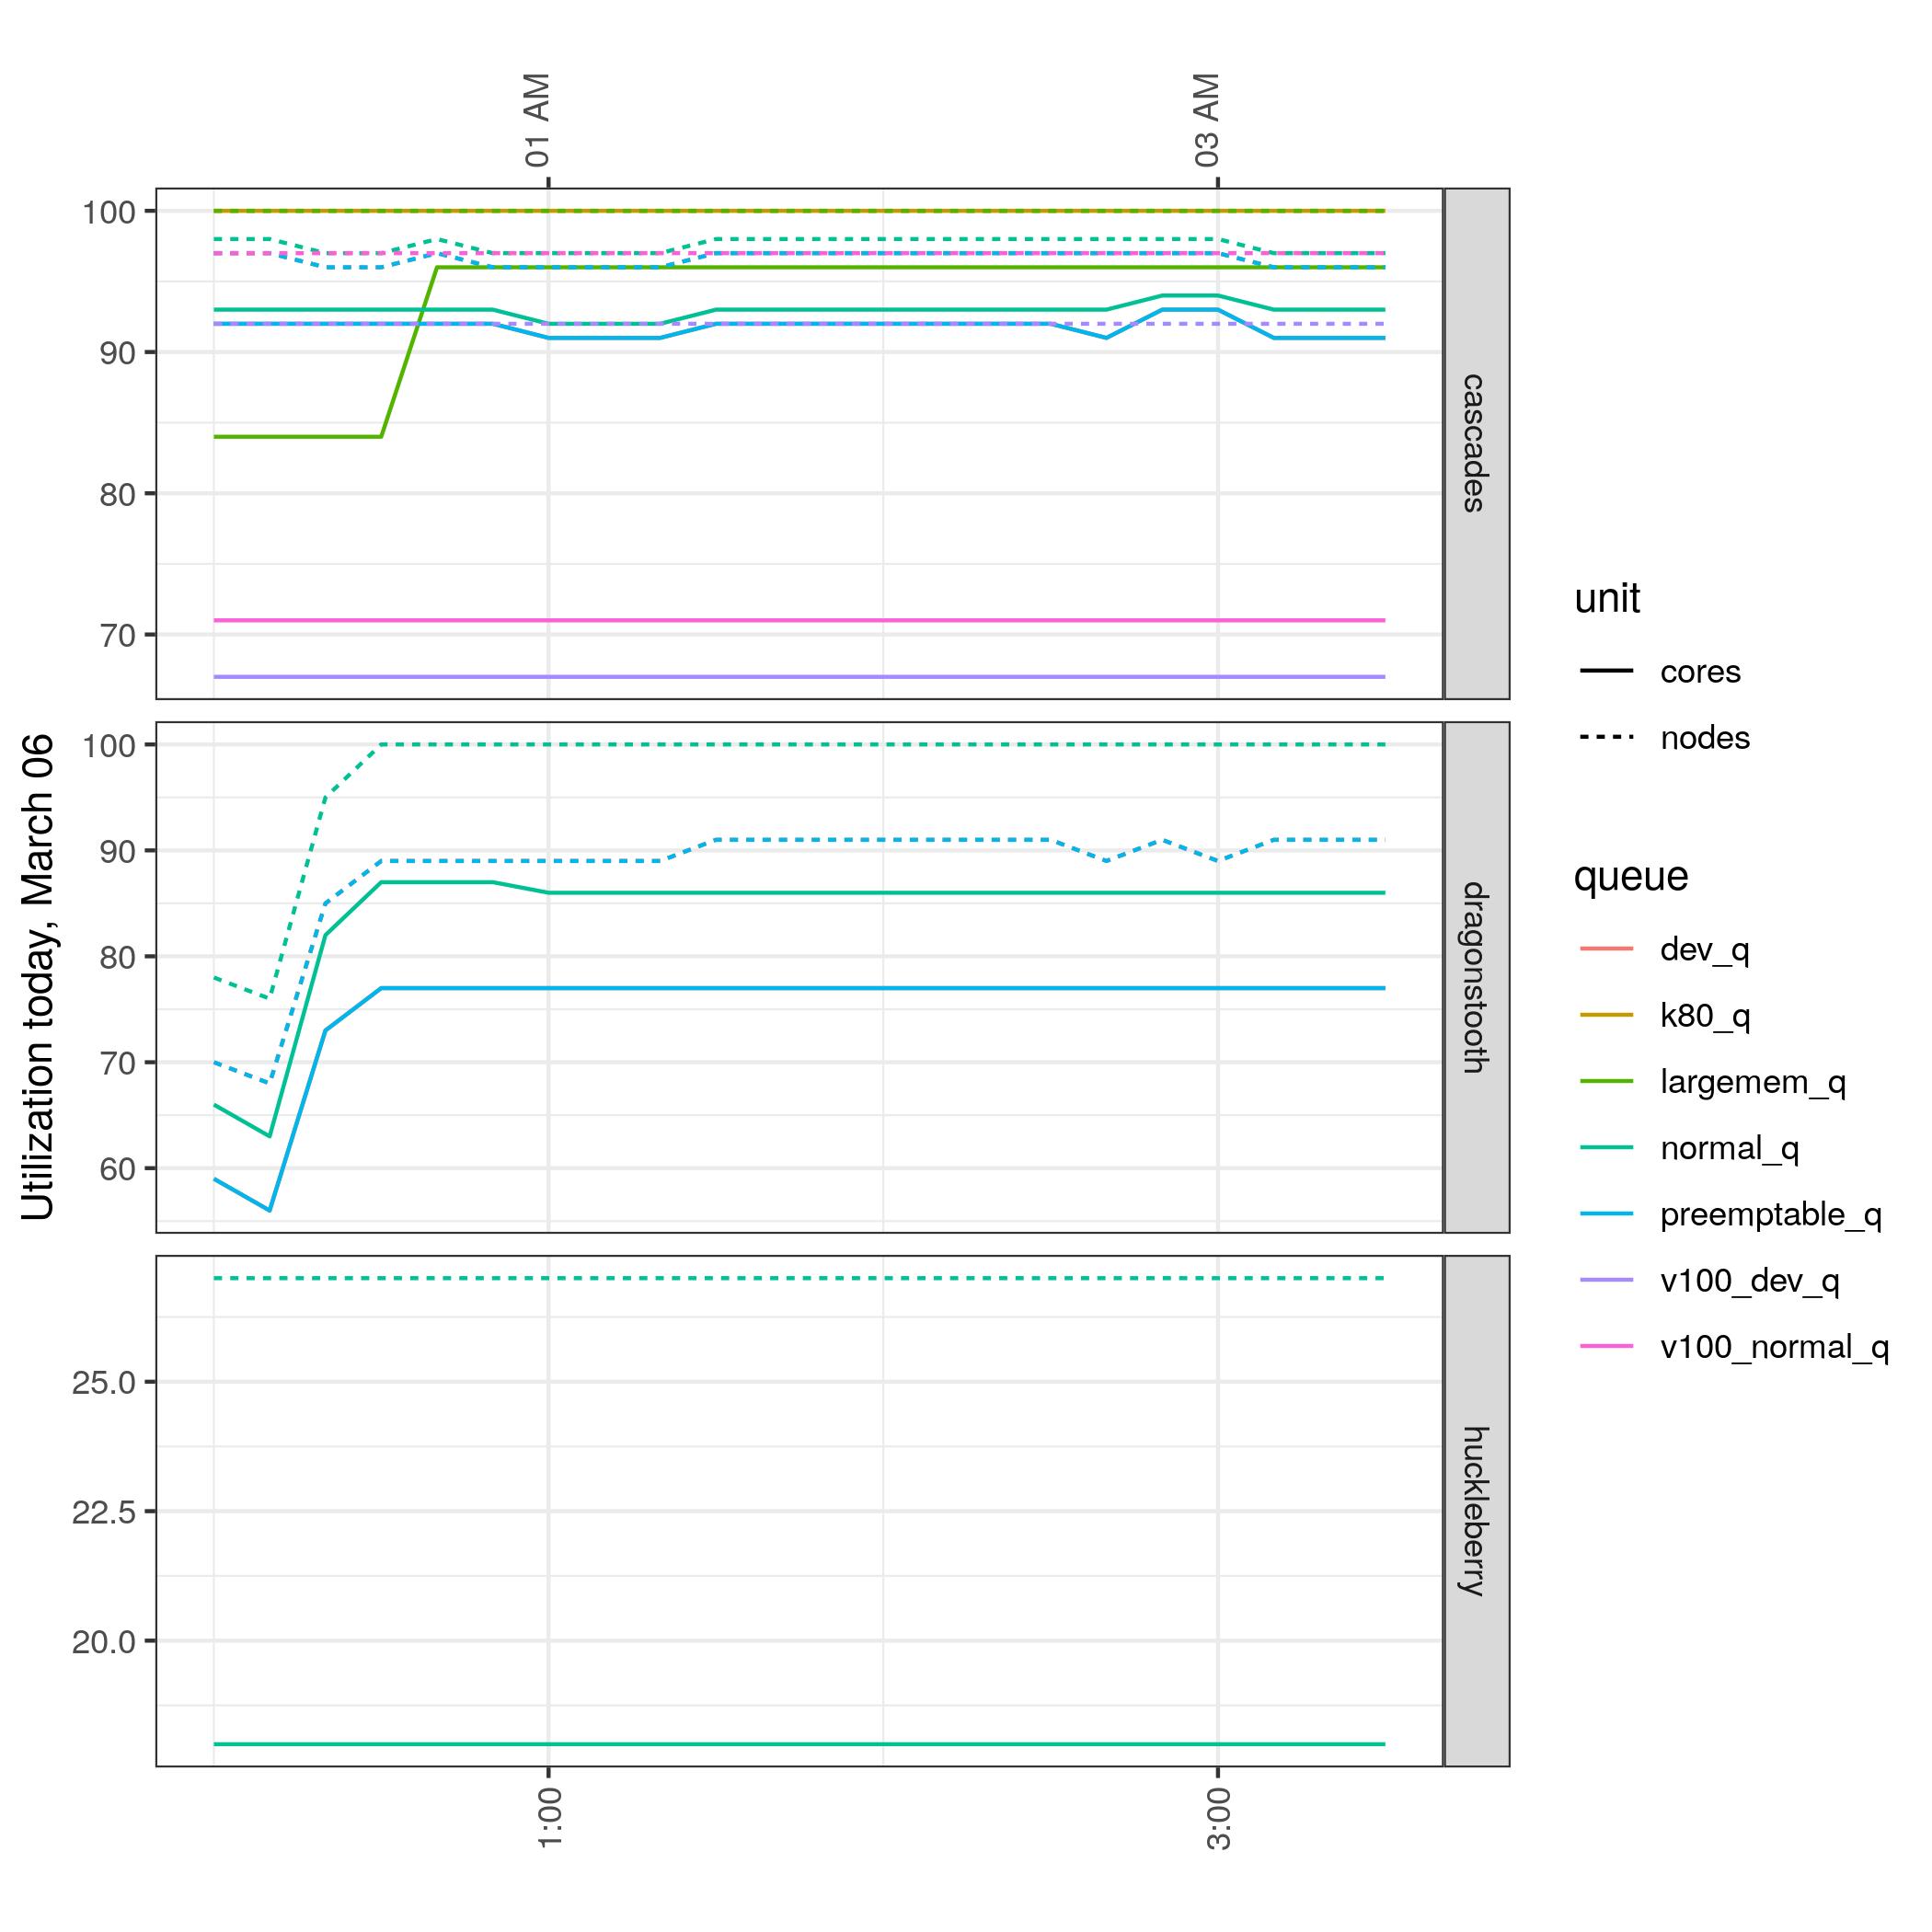 01 AM
03 AM
100
90
80
70
cascades
Utilization today, March 06
100
90
80
70
60
dragonstooth
25.0
22.5
20.0
huckleberry
1:00
3:00
unit
cores
nodes
queue
dev_q
k80_q
largemem_q
normal_q
preemptable_q
v100_dev_q
v100_normal_q